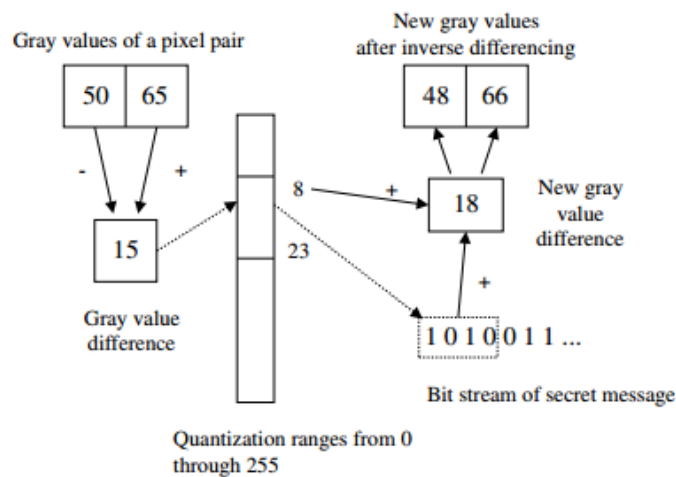 Gray values of a pixel pair
New gray values
after inverse differencing
50 65
48 66
- +
8
+
18
New gray
value
difference
15
23
+
Gray value
difference
1 0 1 0 0 1 1 ...
Bit stream of secret message
Quantization ranges from 0
through 255